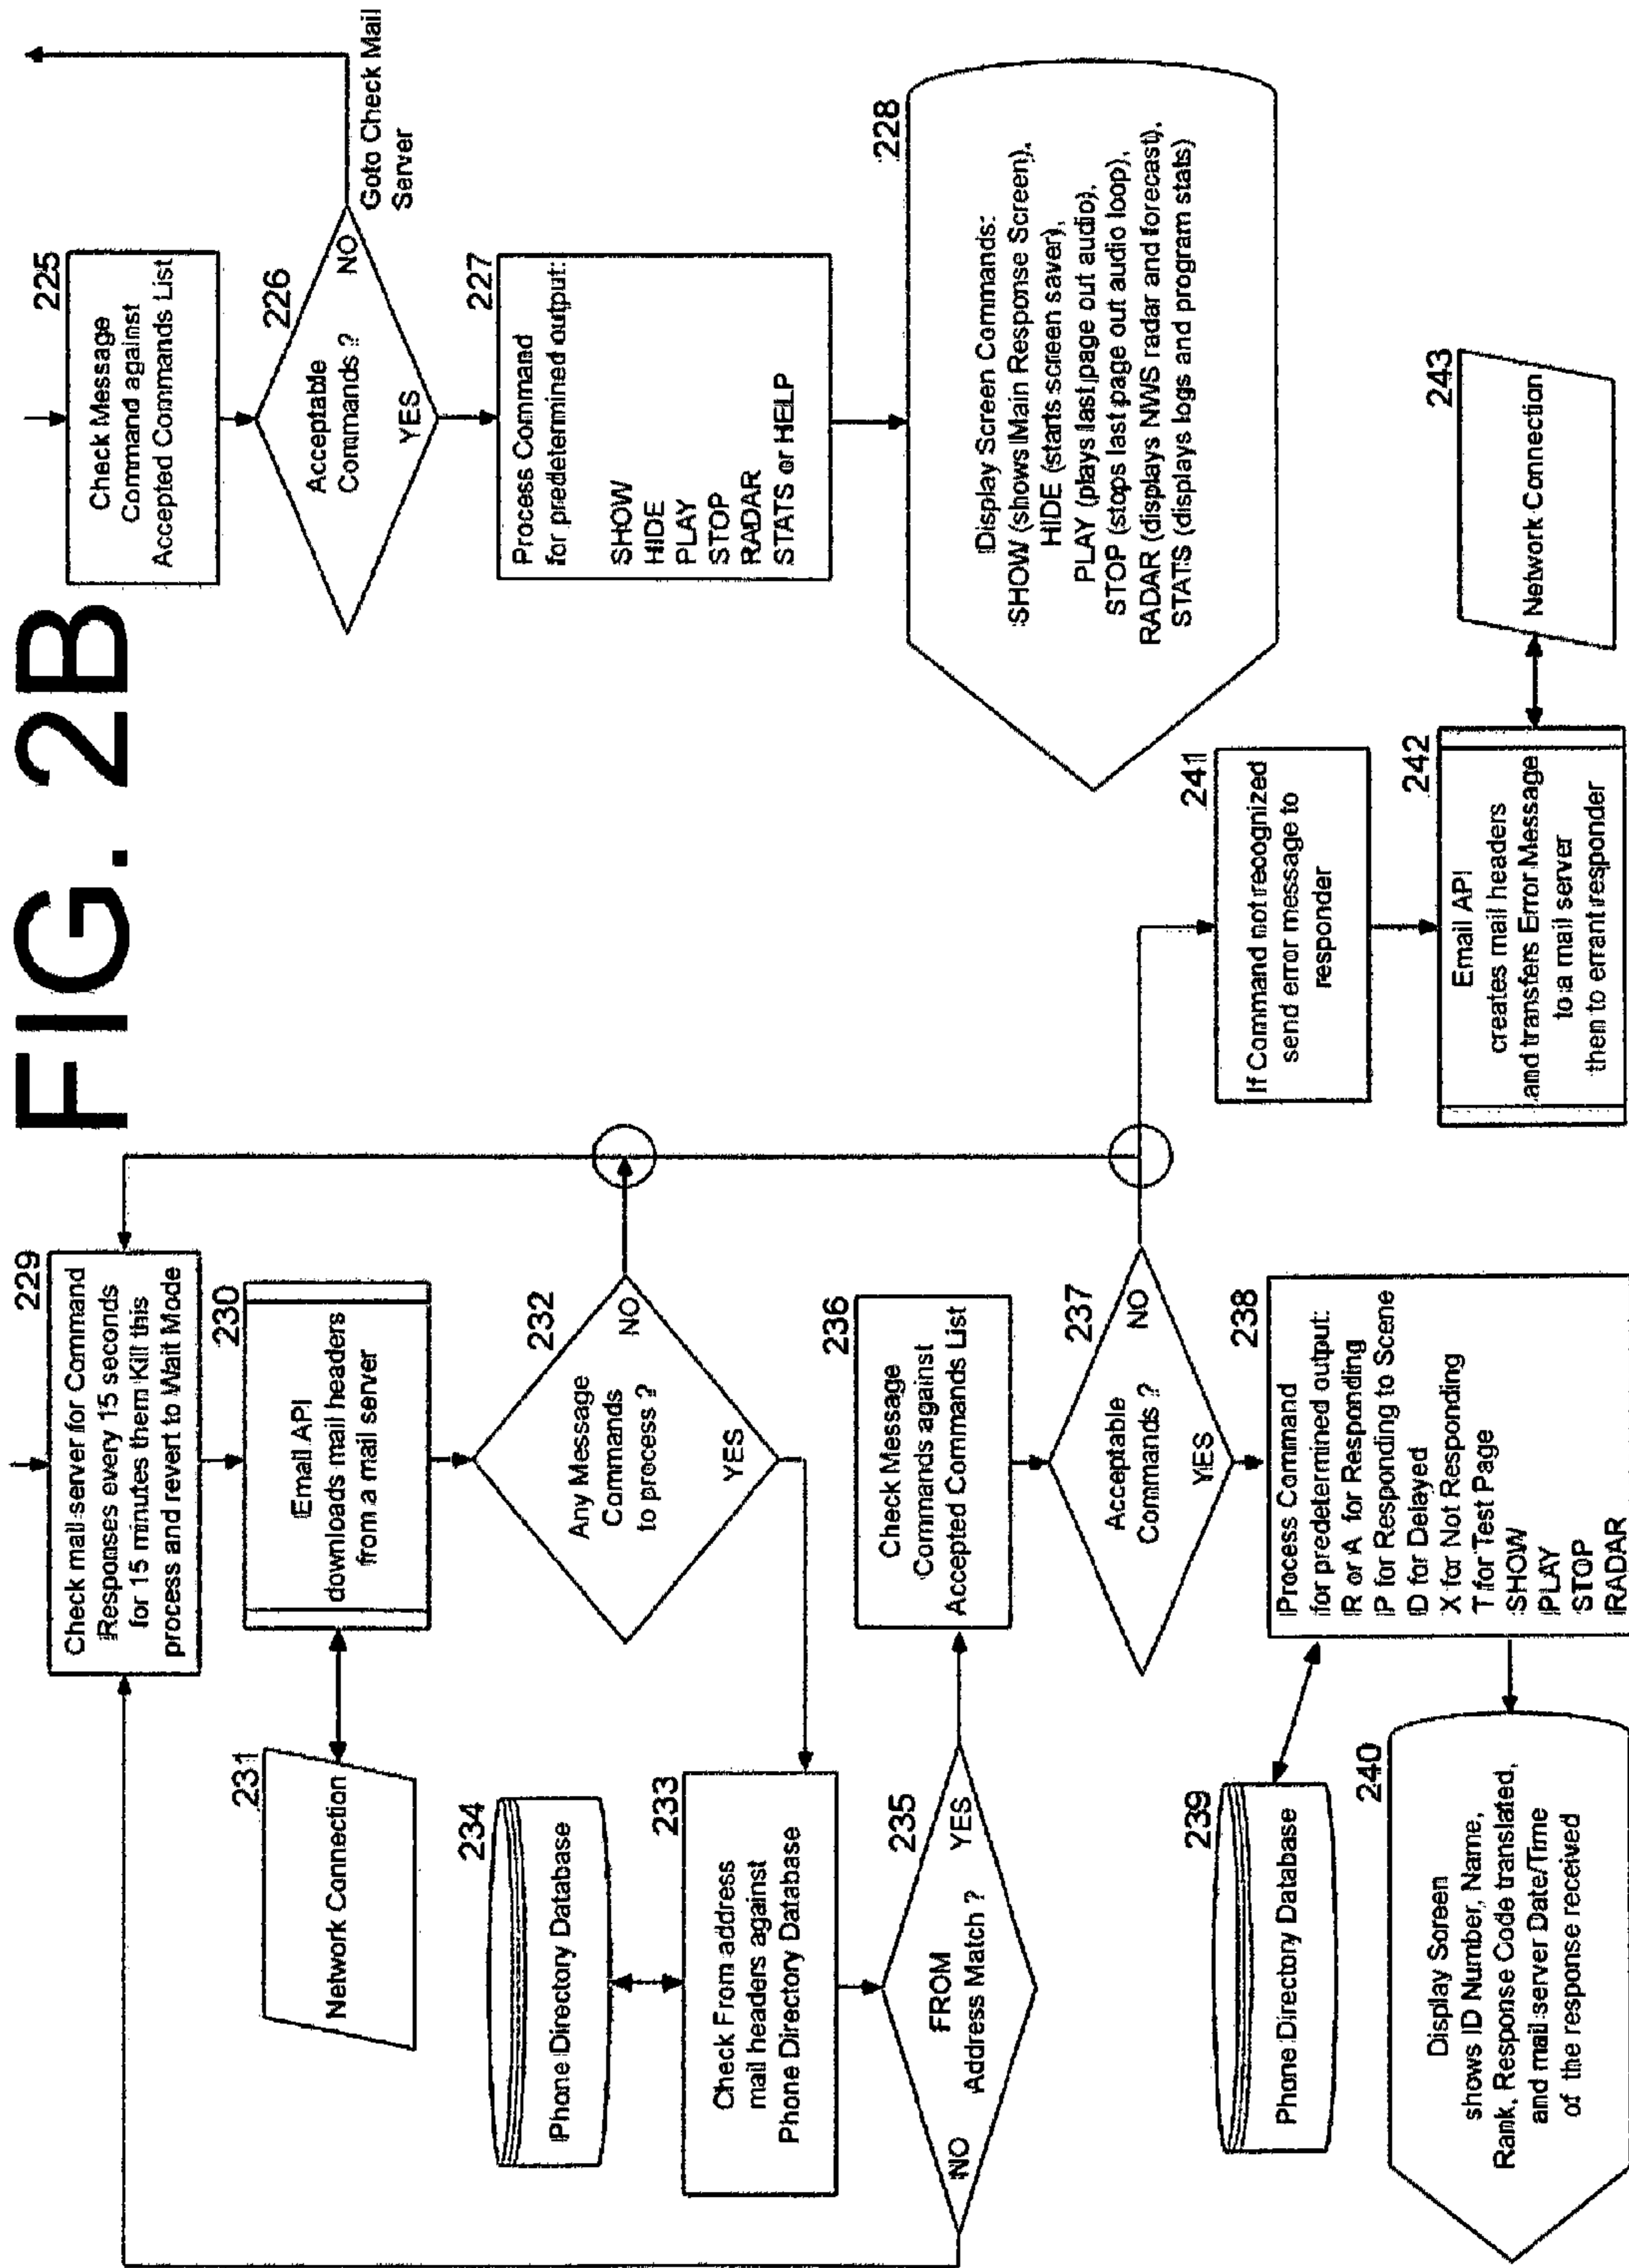 FIG. 2B
229
Check mail server for Command
Responses every 15 seconds
for 15 minutes them Kill this
process and revert to Wait Mode
230
Email API
downloads mail headers
from a mail server
231
Network Connection
232
Any Message
Commands
to process ?
NO
YES
234
Phone Directory Database
233
Check From address
mail headers against
Phone Directory Database
235
FROM
Address Match ?
NO
YES
236
Check Message
Commands against
Accepted Commands List
237
Acceptable
Commands ?
NO
YES
238
Process Command
for predetermined output:
R or A for Responding
P for Responding to Scene
D for Delayed
X for Not Responding
T for Test Page
SHOW
PLAY
STOP
RADAR
239
Phone Directory Database
240
Display Screen
shows ID Number, Name,
Rank, Response Code translated,
and mail server Date/Time
of the response received
225
Check Message
Command against
Accepted Commands List
226
Acceptable
Commands ?
NO
YES
Goto Check Mail
Server
227
Process Command
for predetermined output:
SHOW
HIDE
PLAY
STOP
RADAR
STATS or HELP
228
Display Screen Commands:
SHOW (shows Main Response Screen),
HIDE (starts screen saver),
PLAY (plays last page out audio),
STOP (stops last page out audio loop),
RADAR (displays NWS radar and forecast),
STATS (displays logs and program stats)
241
If Command not recognized
send error message to
responder
242
Email API
creates mail headers
and transfers Error Message
to a mail server
them to errant responder
243
Network Connection